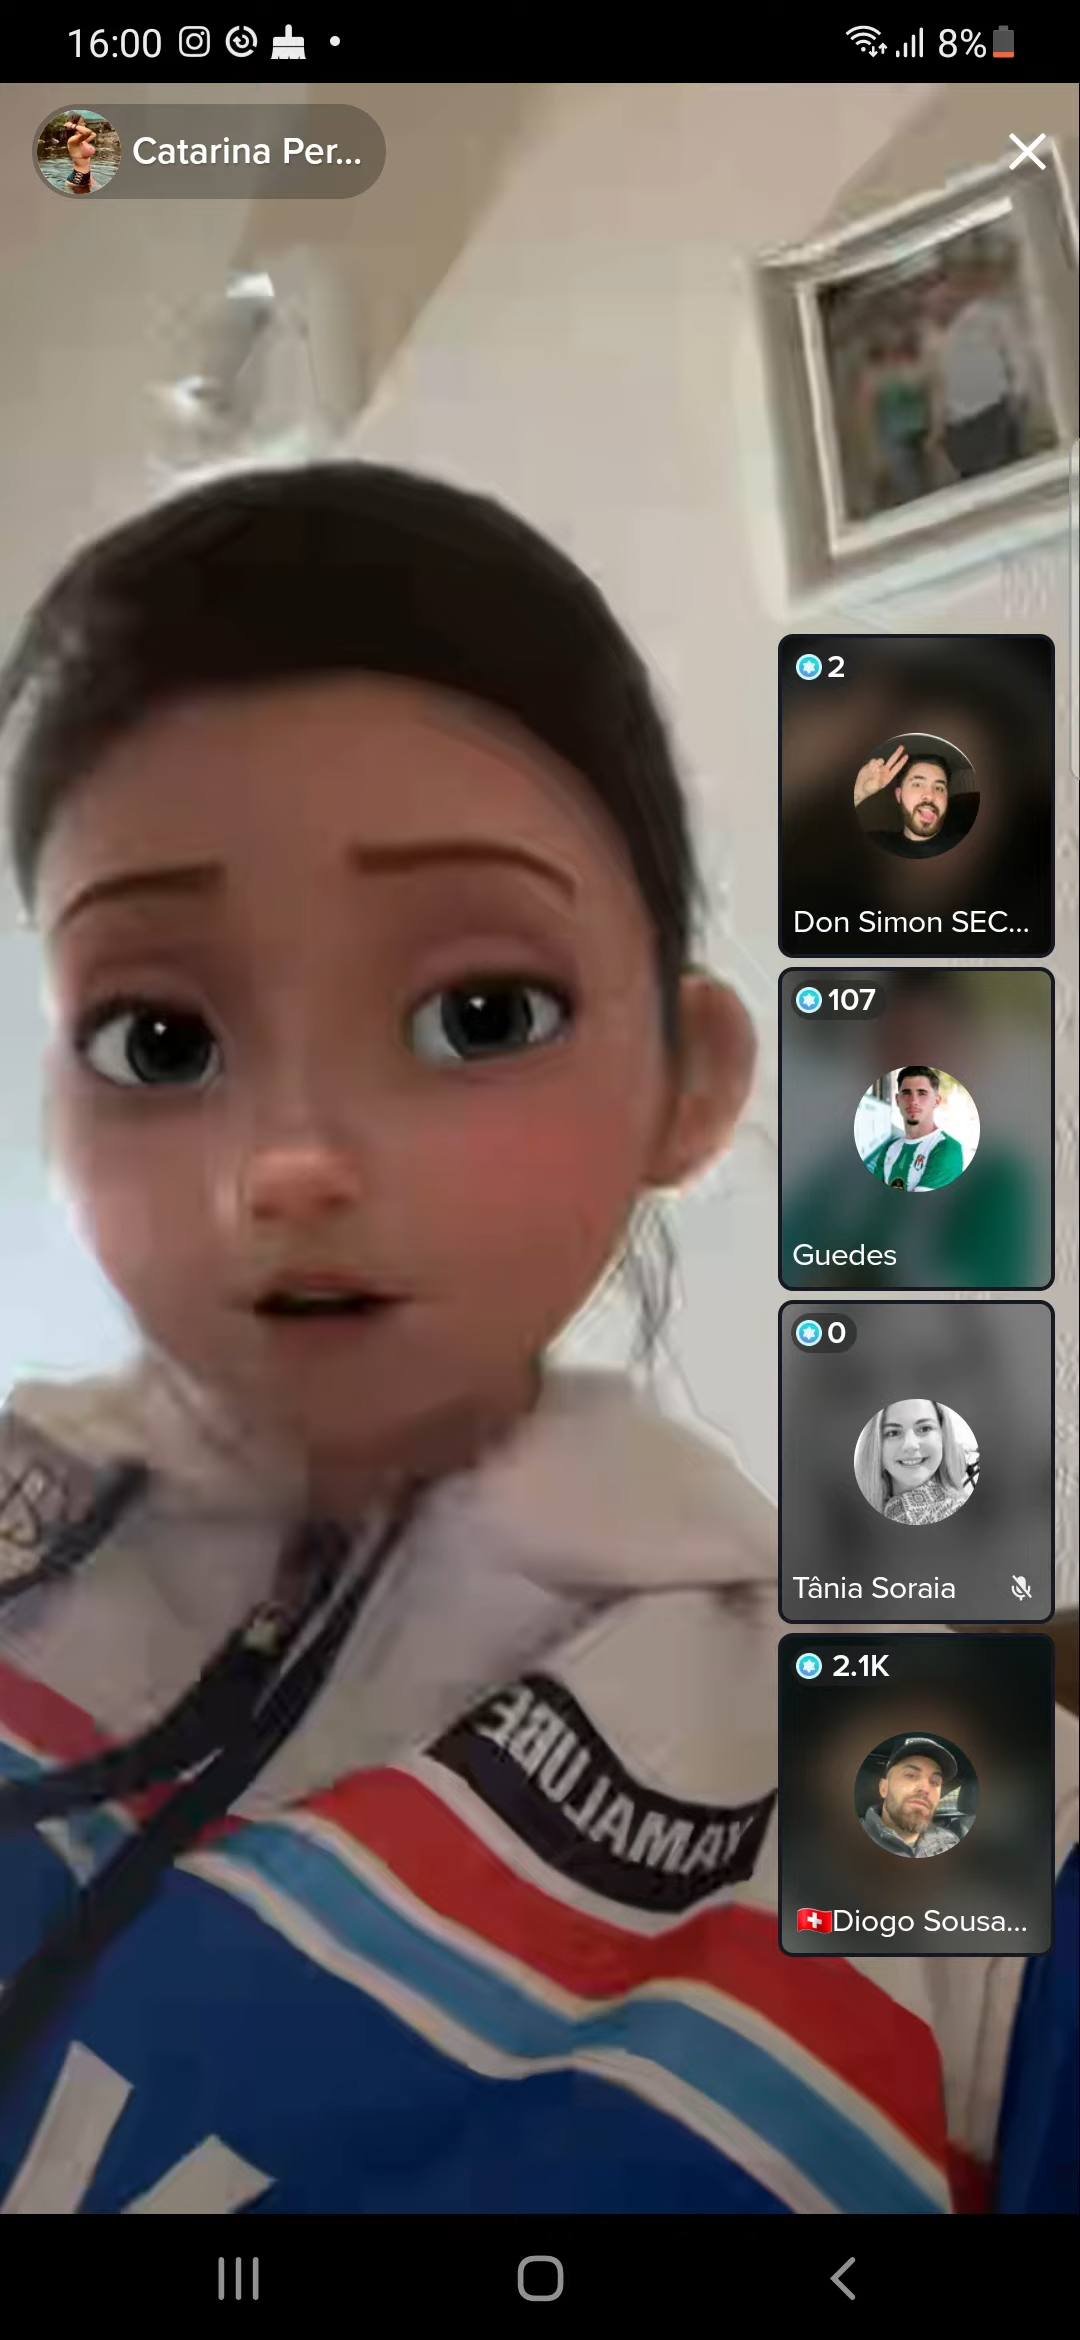 16:00
8%
Catarina Per...
2
Don Simon SEC...
107
Guedes
0
Tânia Soraia
2.1K
🇨🇭Diogo Sousa...